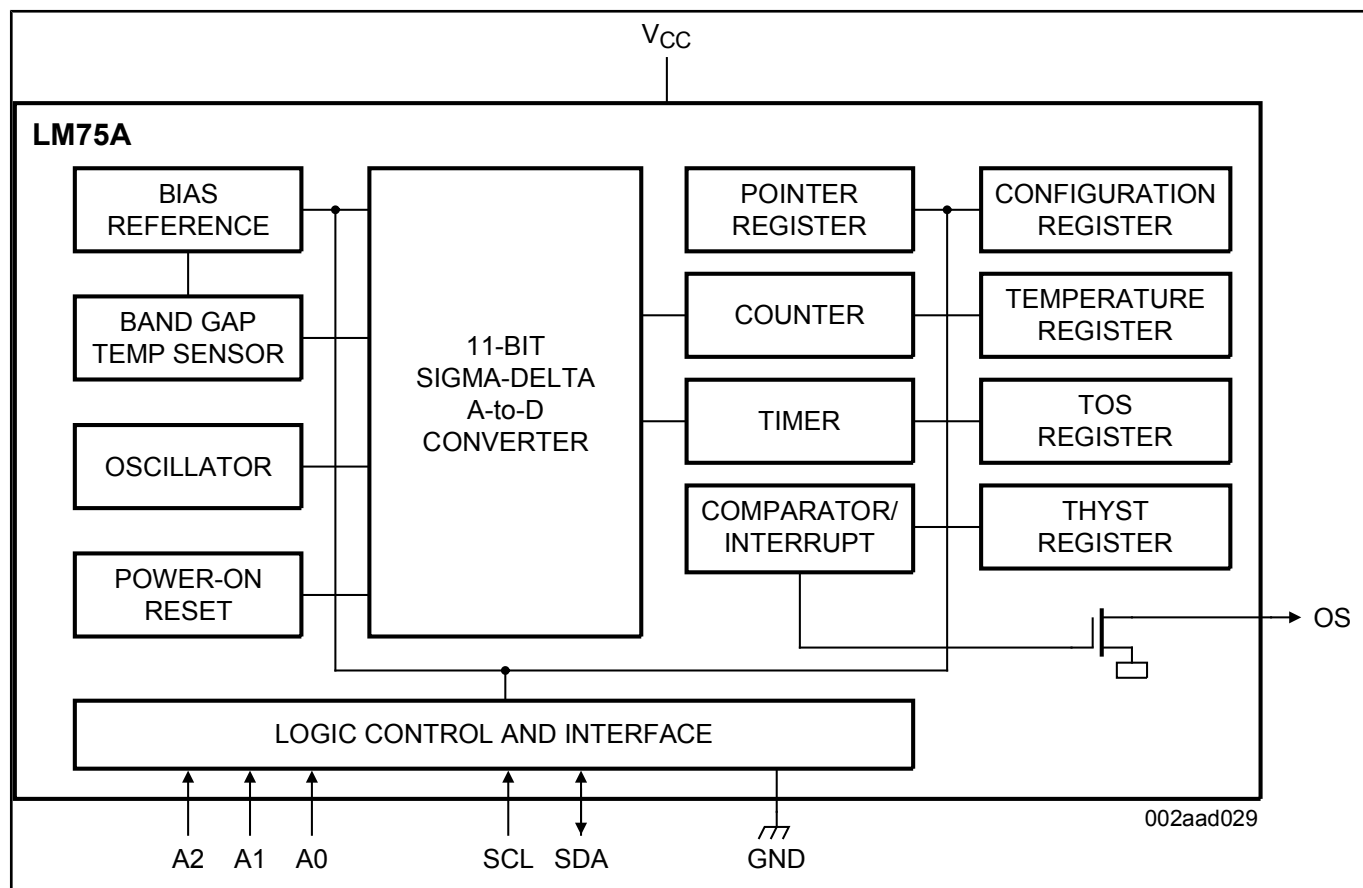 VCC
LM75A
BIAS
REFERENCE
BAND GAP
TEMP SENSOR
OSCILLATOR
POWER-ON
RESET
11-BIT
SIGMA-DELTA
A-to-D
CONVERTER
POINTER
REGISTER
COUNTER
TIMER
COMPARATOR/
INTERRUPT
CONFIGURATION
REGISTER
TEMPERATURE
REGISTER
TOS
REGISTER
THYST
REGISTER
OS
LOGIC CONTROL AND INTERFACE
002aad029
A2 A1 A0 SCL SDA GND